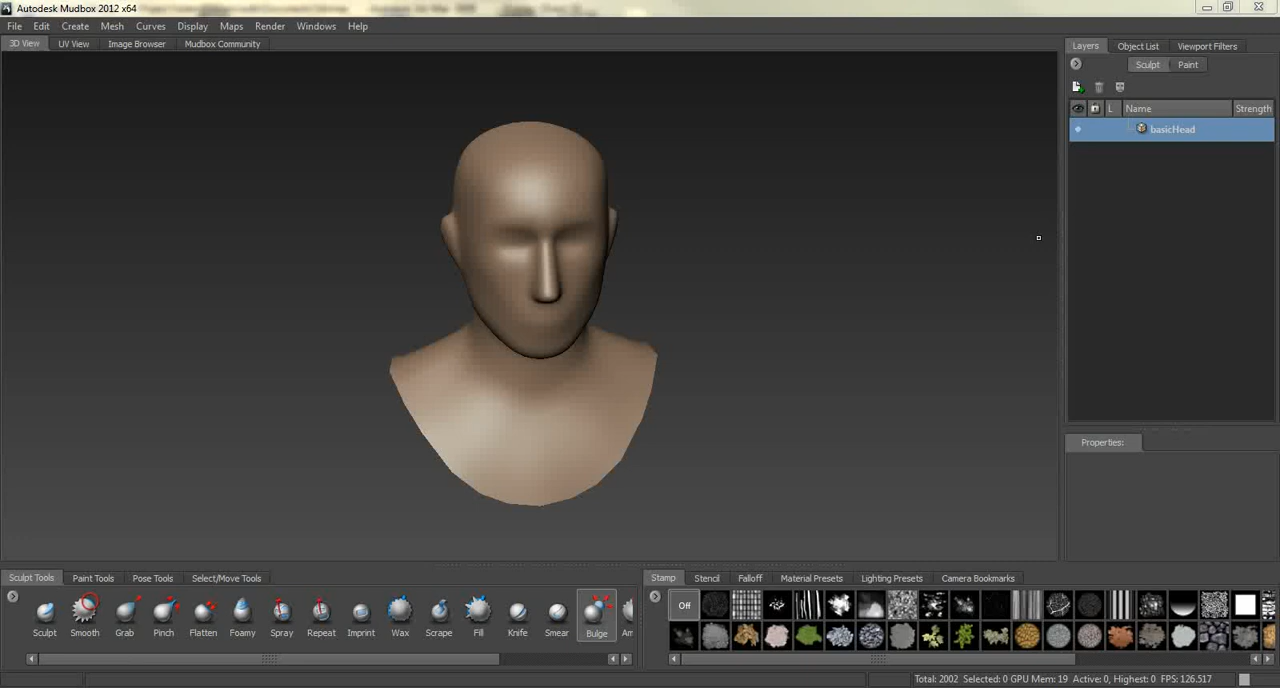 Autodesk Mudbox 2012 x64
File Edit Create Mesh Curves Display Maps Render Windows Help
3D View UV View Image Browser Mudbox Community
Layers Object List Viewport Filters
Sculpt Paint
L Name Strength
basicHead
Properties:
Sculpt Tools Paint Tools Pose Tools Select/Move Tools
Sculpt Smooth Grab Pinch Flatten Foamy Spray Repeat Imprint Wax Scrape Fill Knife Smear Bulge
Stamp Stencil Falloff Material Presets Lighting Presets Camera Bookmarks
Off
Total: 2002 Selected: 0 GPU Mem: 19 Active: 0, Highest: 0 FPS: 126.517